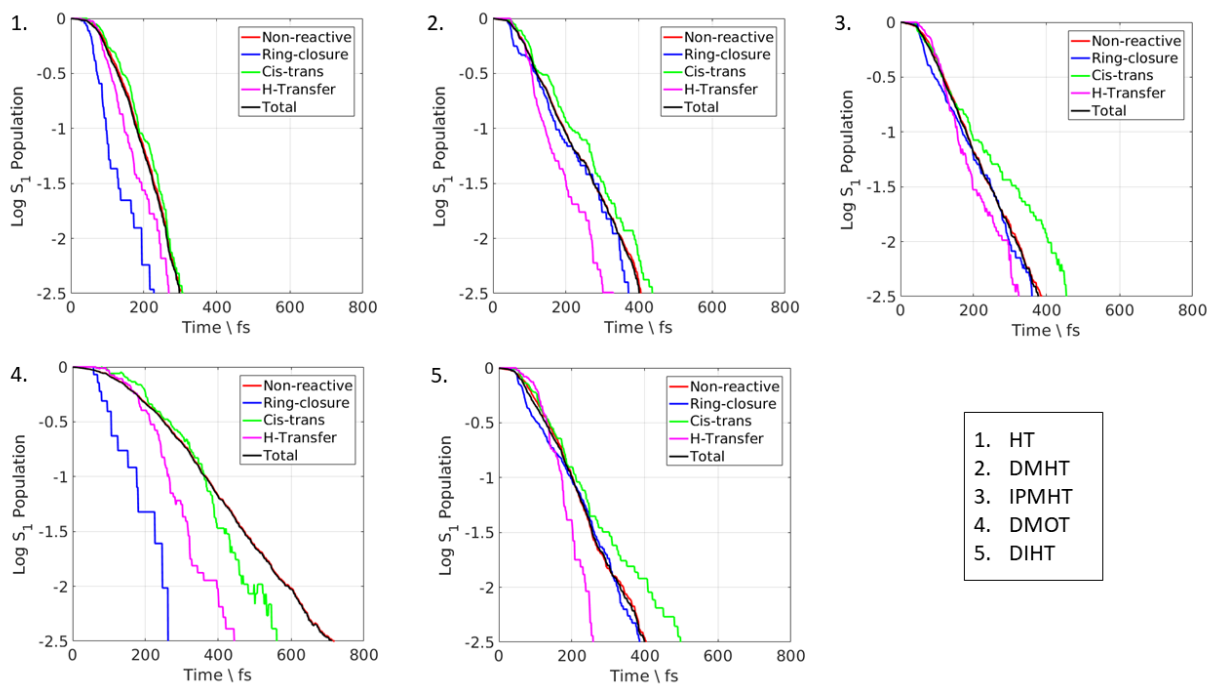 1.
0
-0.5
-1
-1.5
-2
-2.5
Log S1 Population
0 200 400 600 800
Time \ fs
Non-reactive
Ring-closure
Cis-trans
H-Transfer
Total
2.
0
-0.5
-1
-1.5
-2
-2.5
Log S1 Population
0 200 400 600 800
Time \ fs
Non-reactive
Ring-closure
Cis-trans
H-Transfer
Total
3.
0
-0.5
-1
-1.5
-2
-2.5
Log S1 Population
0 200 400 600 800
Time \ fs
Non-reactive
Ring-closure
Cis-trans
H-Transfer
Total
4.
0
-0.5
-1
-1.5
-2
-2.5
Log S1 Population
0 200 400 600 800
Time \ fs
Non-reactive
Ring-closure
Cis-trans
H-Transfer
Total
5.
0
-0.5
-1
-1.5
-2
-2.5
Log S1 Population
0 200 400 600 800
Time \ fs
Non-reactive
Ring-closure
Cis-trans
H-Transfer
Total
1. HT
2. DMHT
3. IPMHT
4. DMOT
5. DIHT